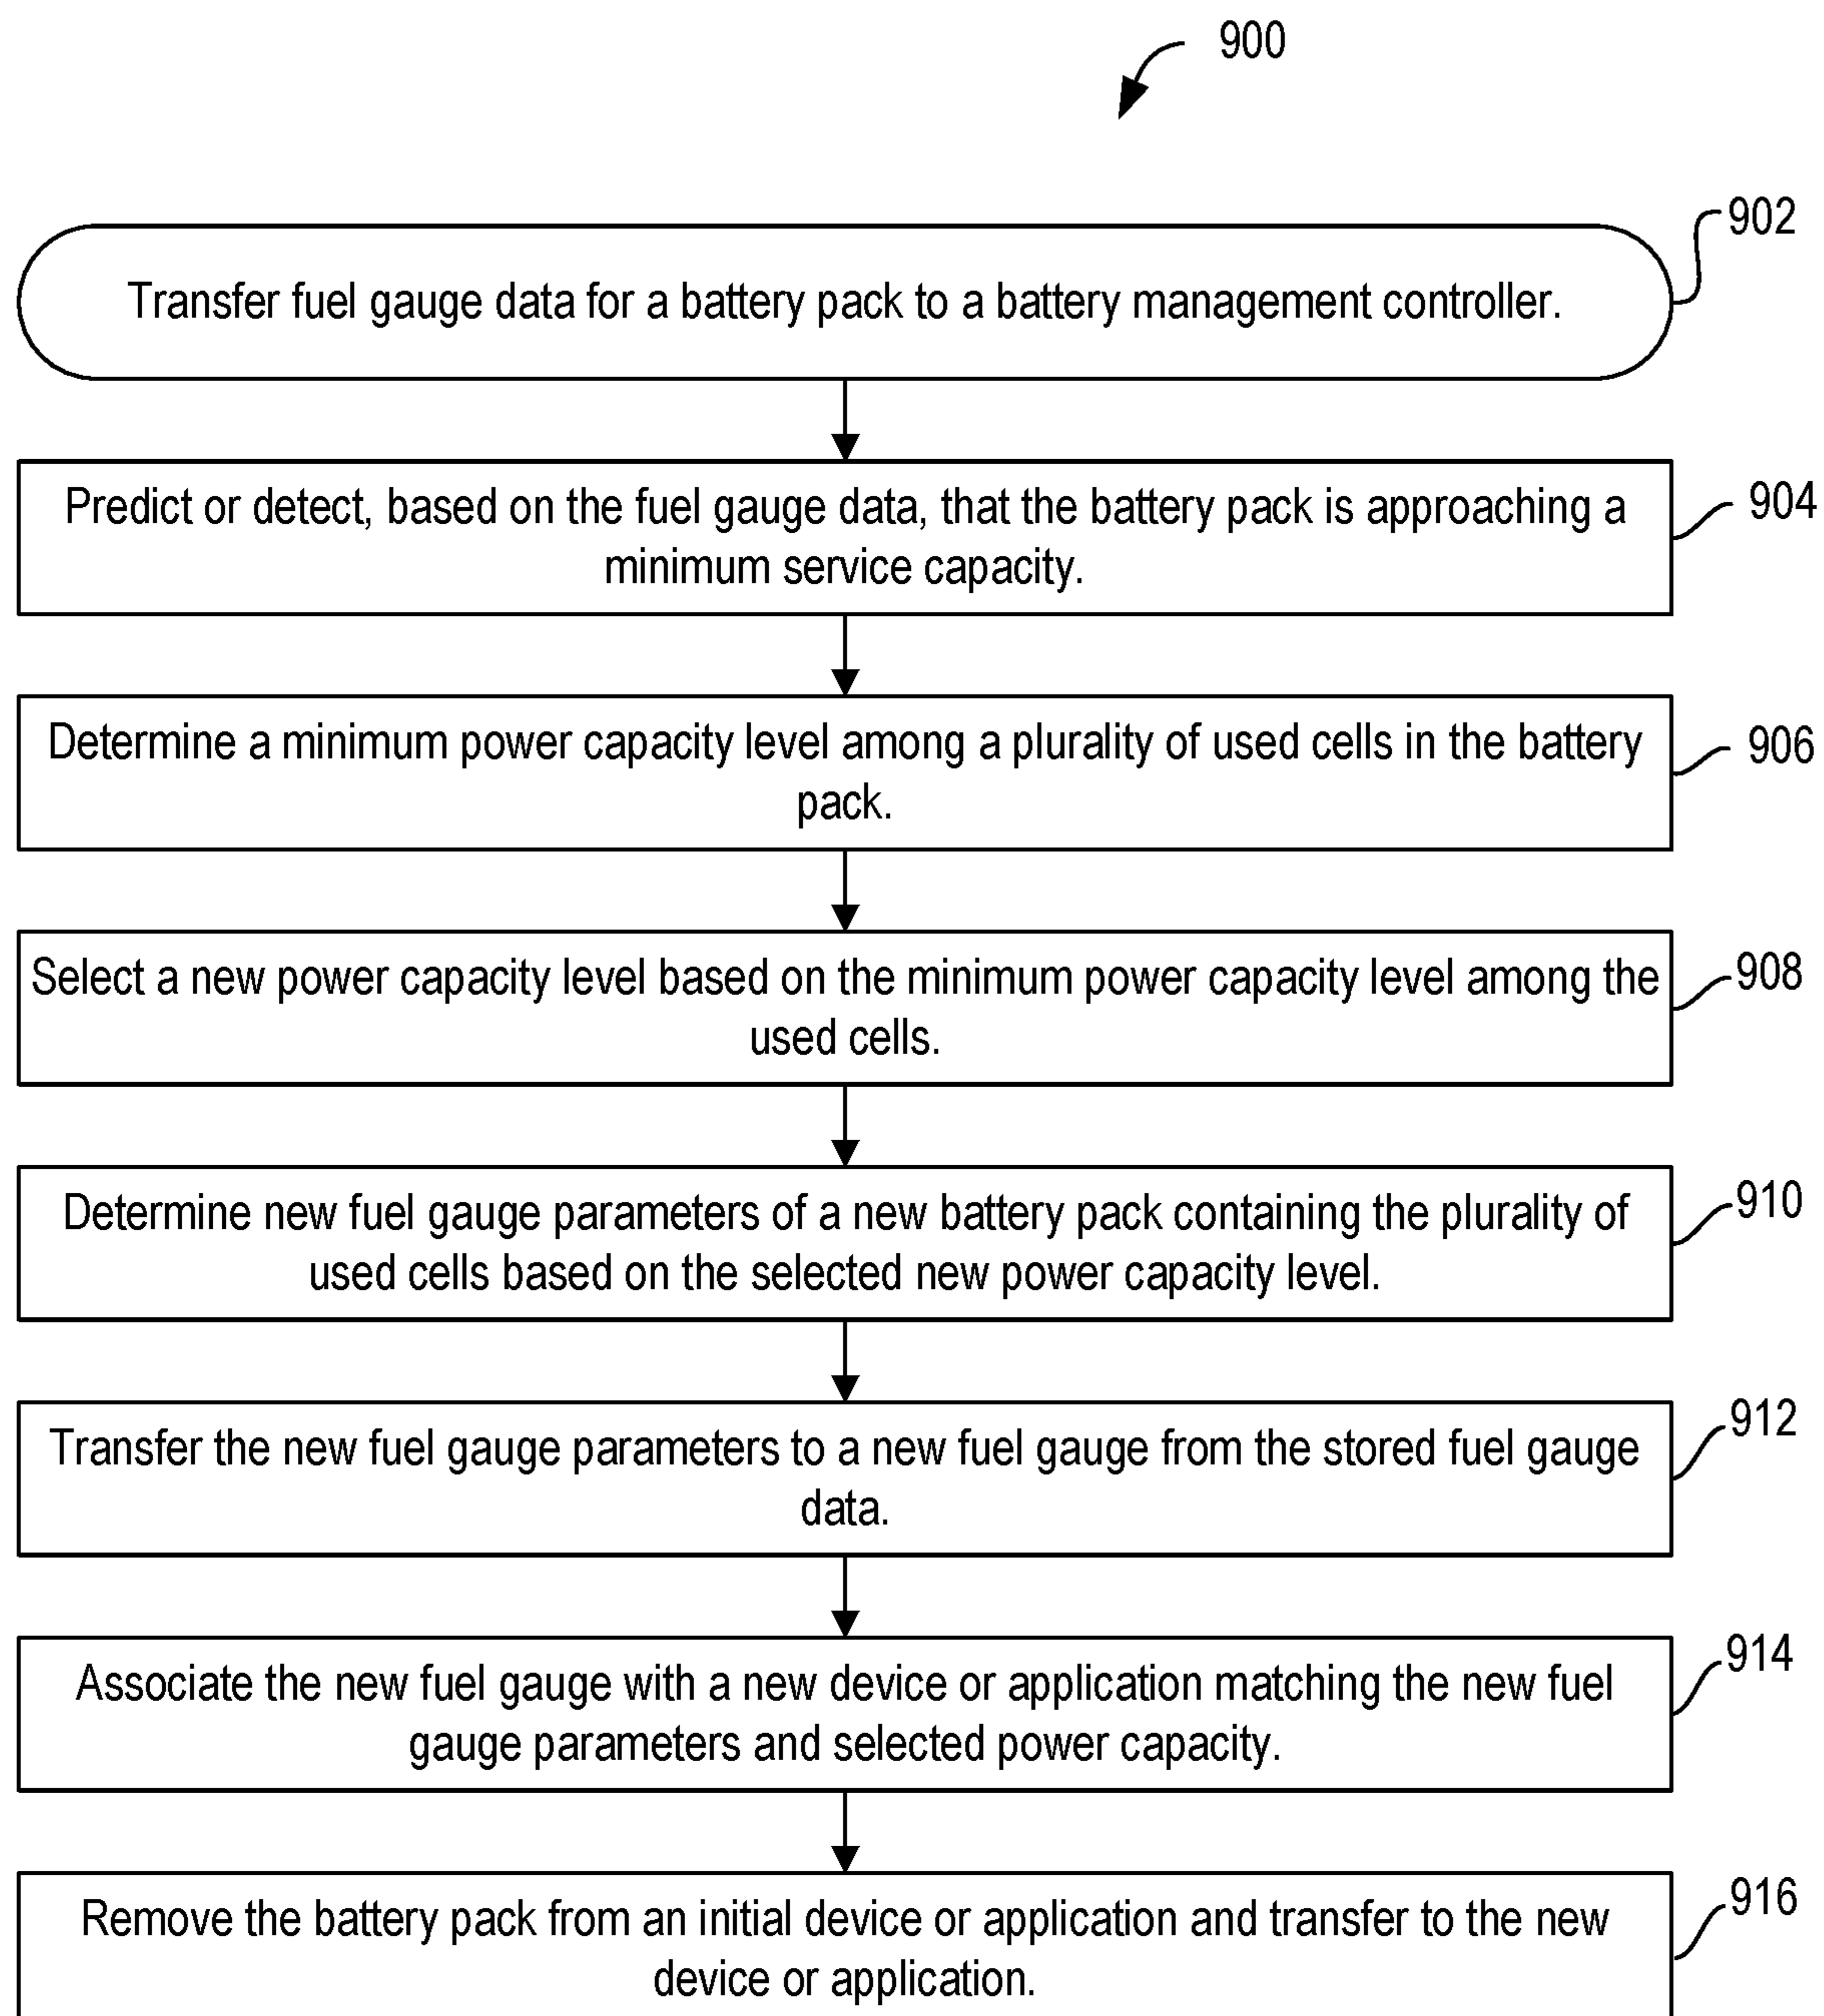 900
902
Transfer fuel gauge data for a battery pack to a battery management controller.
904
Predict or detect, based on the fuel gauge data, that the battery pack is approaching a
minimum service capacity.
906
Determine a minimum power capacity level among a plurality of used cells in the battery
pack.
908
Select a new power capacity level based on the minimum power capacity level among the
used cells.
910
Determine new fuel gauge parameters of a new battery pack containing the plurality of
used cells based on the selected new power capacity level.
912
Transfer the new fuel gauge parameters to a new fuel gauge from the stored fuel gauge
data.
914
Associate the new fuel gauge with a new device or application matching the new fuel
gauge parameters and selected power capacity.
916
Remove the battery pack from an initial device or application and transfer to the new
device or application.